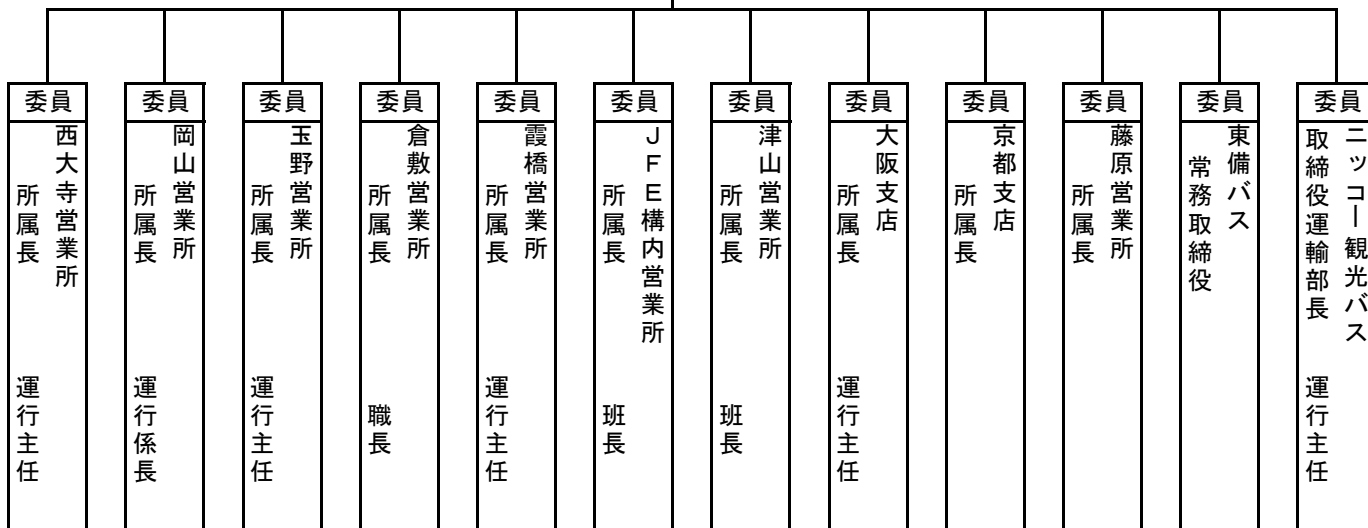 委員
西大寺営業所
所属長
運行主任
委員
岡山営業所
所属長
運行係長
委員
玉野営業所
所属長
運行主任
委員
倉敷営業所
所属長
職長
委員
霞橋営業所
所属長
運行主任
委員
JFE構内営業所
所属長
班長
委員
津山営業所
所属長
班長
委員
大阪支店
所属長
運行主任
委員
京都支店
所属長
委員
藤原営業所
所属長
委員
東備バス
常務取締役
委員
ニッコー観光バス
取締役運輸部長
運行主任